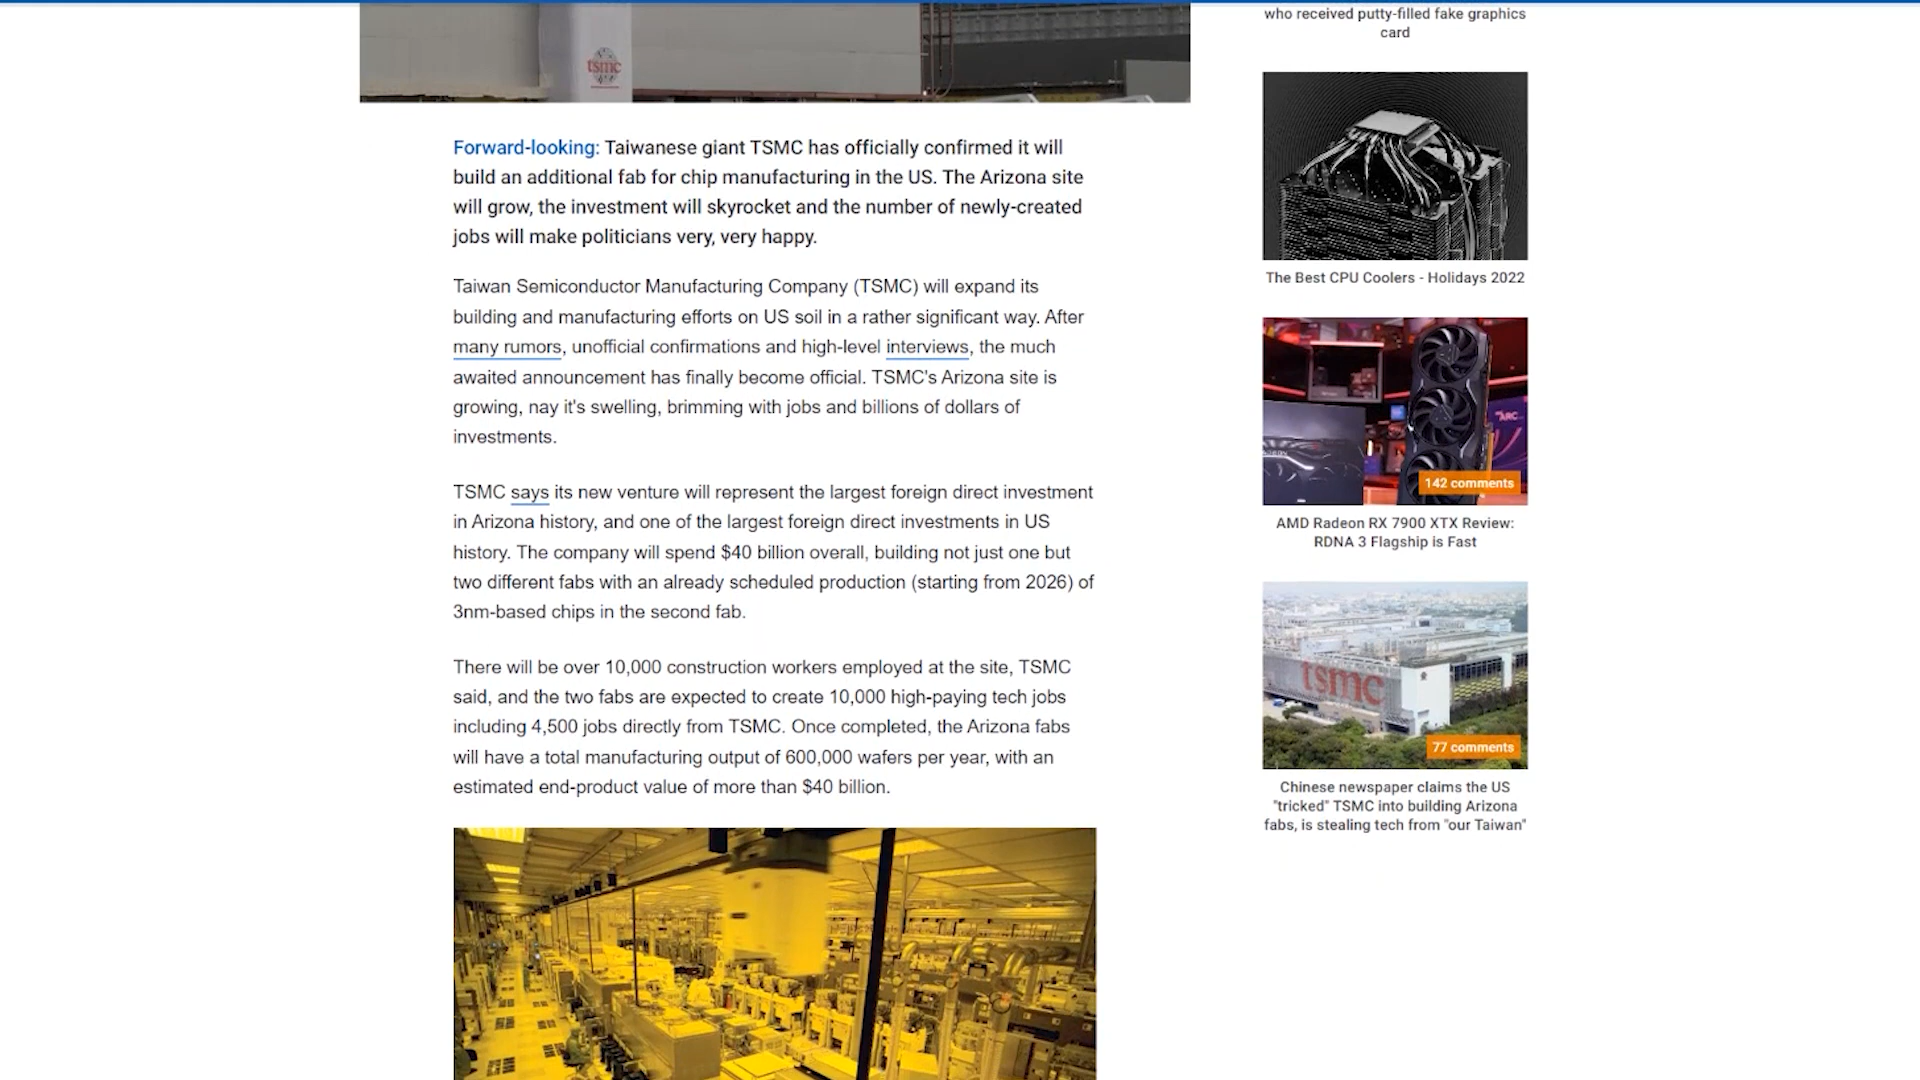 tsmc
Forward-looking: Taiwanese giant TSMC has officially confirmed it will
build an additional fab for chip manufacturing in the US. The Arizona site
will grow, the investment will skyrocket and the number of newly-created
jobs will make politicians very, very happy.
Taiwan Semiconductor Manufacturing Company (TSMC) will expand its
building and manufacturing efforts on US soil in a rather significant way. After
many rumors, unofficial confirmations and high-level interviews, the much
awaited announcement has finally become official. TSMC's Arizona site is
growing, nay it's swelling, brimming with jobs and billions of dollars of
investments.
TSMC says its new venture will represent the largest foreign direct investment
in Arizona history, and one of the largest foreign direct investments in US
history. The company will spend $40 billion overall, building not just one but
two different fabs with an already scheduled production (starting from 2026) of
3nm-based chips in the second fab.
There will be over 10,000 construction workers employed at the site, TSMC
said, and the two fabs are expected to create 10,000 high-paying tech jobs
including 4,500 jobs directly from TSMC. Once completed, the Arizona fabs
will have a total manufacturing output of 600,000 wafers per year, with an
estimated end-product value of more than $40 billion.
who received putty-filled fake graphics
card
The Best CPU Coolers - Holidays 2022
ARC
RADEON
142 comments
AMD Radeon RX 7900 XTX Review:
RDNA 3 Flagship is Fast
tsmc
77 comments
Chinese newspaper claims the US
"tricked" TSMC into building Arizona
fabs, is stealing tech from "our Taiwan"